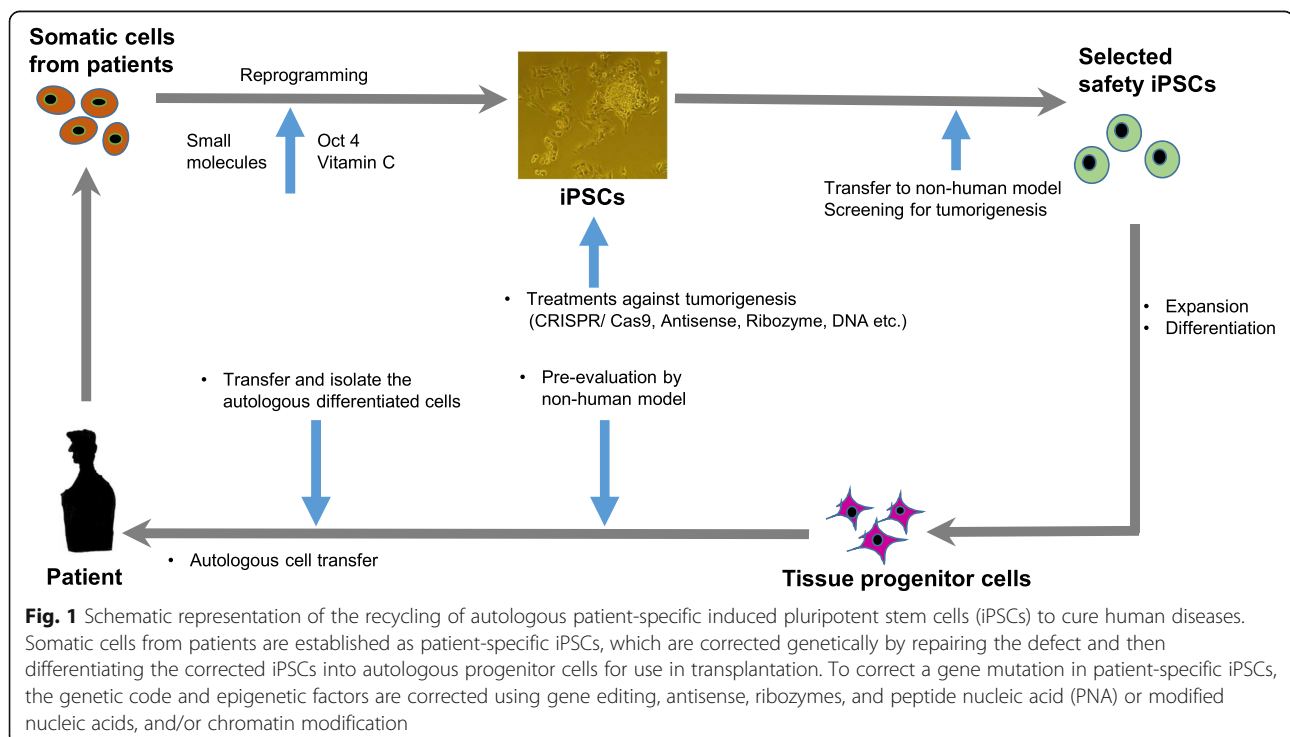 Somatic cells
from patients
Reprogramming
Small
molecules
Oct 4
Vitamin C
iPSCs
Selected
safety iPSCs
Transfer to non-human model
Screening for tumorigenesis
• Treatments against tumorigenesis
(CRISPR/ Cas9, Antisense, Ribozyme, DNA etc.)
• Expansion
• Differentiation
• Transfer and isolate the
autologous differentiated cells
• Pre-evaluation by
non-human model
• Autologous cell transfer
Patient
Tissue progenitor cells
Fig. 1 Schematic representation of the recycling of autologous patient-specific induced pluripotent stem cells (iPSCs) to cure human diseases.
Somatic cells from patients are established as patient-specific iPSCs, which are corrected genetically by repairing the defect and then
differentiating the corrected iPSCs into autologous progenitor cells for use in transplantation. To correct a gene mutation in patient-specific iPSCs,
the genetic code and epigenetic factors are corrected using gene editing, antisense, ribozymes, and peptide nucleic acid (PNA) or modified
nucleic acids, and/or chromatin modification